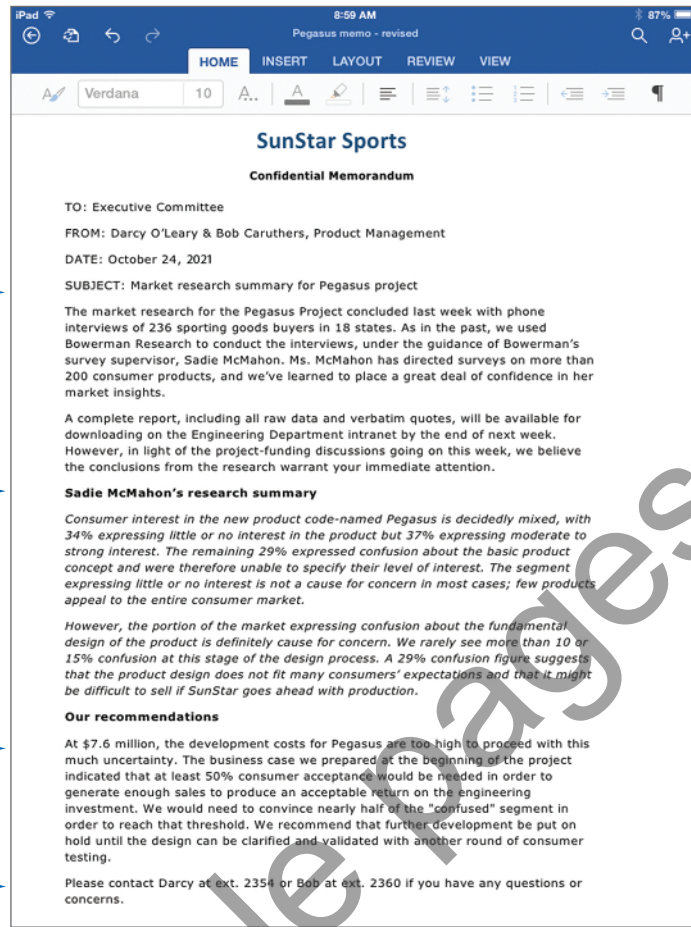 iPad 8:59 AM 87%
Pegasus memo - revised
HOME INSERT LAYOUT REVIEW VIEW
Verdana 10 A... A ¶
SunStar Sports
Confidential Memorandum
TO: Executive Committee
FROM: Darcy O'Leary & Bob Caruthers, Product Management
DATE: October 24, 2021
SUBJECT: Market research summary for Pegasus project
The market research for the Pegasus Project concluded last week with phone
interviews of 236 sporting goods buyers in 18 states. As in the past, we used
Bowerman Research to conduct the interviews, under the guidance of Bowerman's
survey supervisor, Sadie McMahon. Ms. McMahon has directed surveys on more than
200 consumer products, and we've learned to place a great deal of confidence in her
market insights.
A complete report, including all raw data and verbatim quotes, will be available for
downloading on the Engineering Department intranet by the end of next week.
However, in light of the project-funding discussions going on this week, we believe
the conclusions from the research warrant your immediate attention.
Sadie McMahon's research summary
Consumer interest in the new product code-named Pegasus is decidedly mixed, with
34% expressing little or no interest in the product but 37% expressing moderate to
strong interest. The remaining 29% expressed confusion about the basic product
concept and were therefore unable to specify their level of interest. The segment
expressing little or no interest is not a cause for concern in most cases; few products
appeal to the entire consumer market.
However, the portion of the market expressing confusion about the fundamental
design of the product is definitely cause for concern. We rarely see more than 10 or
15% confusion at this stage of the design process. A 29% confusion figure suggests
that the product design does not fit many consumers' expectations and that it might
be difficult to sell if SunStar goes ahead with production.
Our recommendations
At $7.6 million, the development costs for Pegasus are too high to proceed with this
much uncertainty. The business case we prepared at the beginning of the project
indicated that at least 50% consumer acceptance would be needed in order to
generate enough sales to produce an acceptable return on the engineering
investment. We would need to convince nearly half of the "confused" segment in
order to reach that threshold. We recommend that further development be put on
hold until the design can be clarified and validated with another round of consumer
testing.
Please contact Darcy at ext. 2354 or Bob at ext. 2360 if you have any questions or
concerns.
le pages